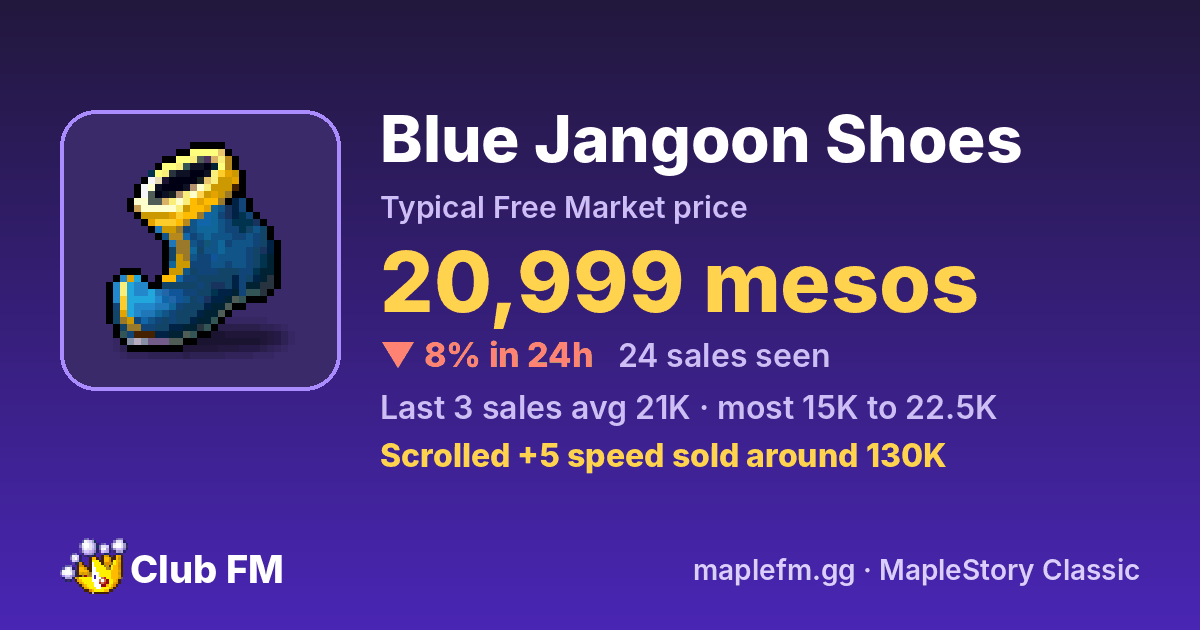 Blue Jangoon Shoes
Typical Free Market price
20,999 mesos
▼ 8% in 24h 24 sales seen
Last 3 sales avg 21K · most 15K to 22.5K
Scrolled +5 speed sold around 130K
Club FM
maplefm.gg · MapleStory Classic